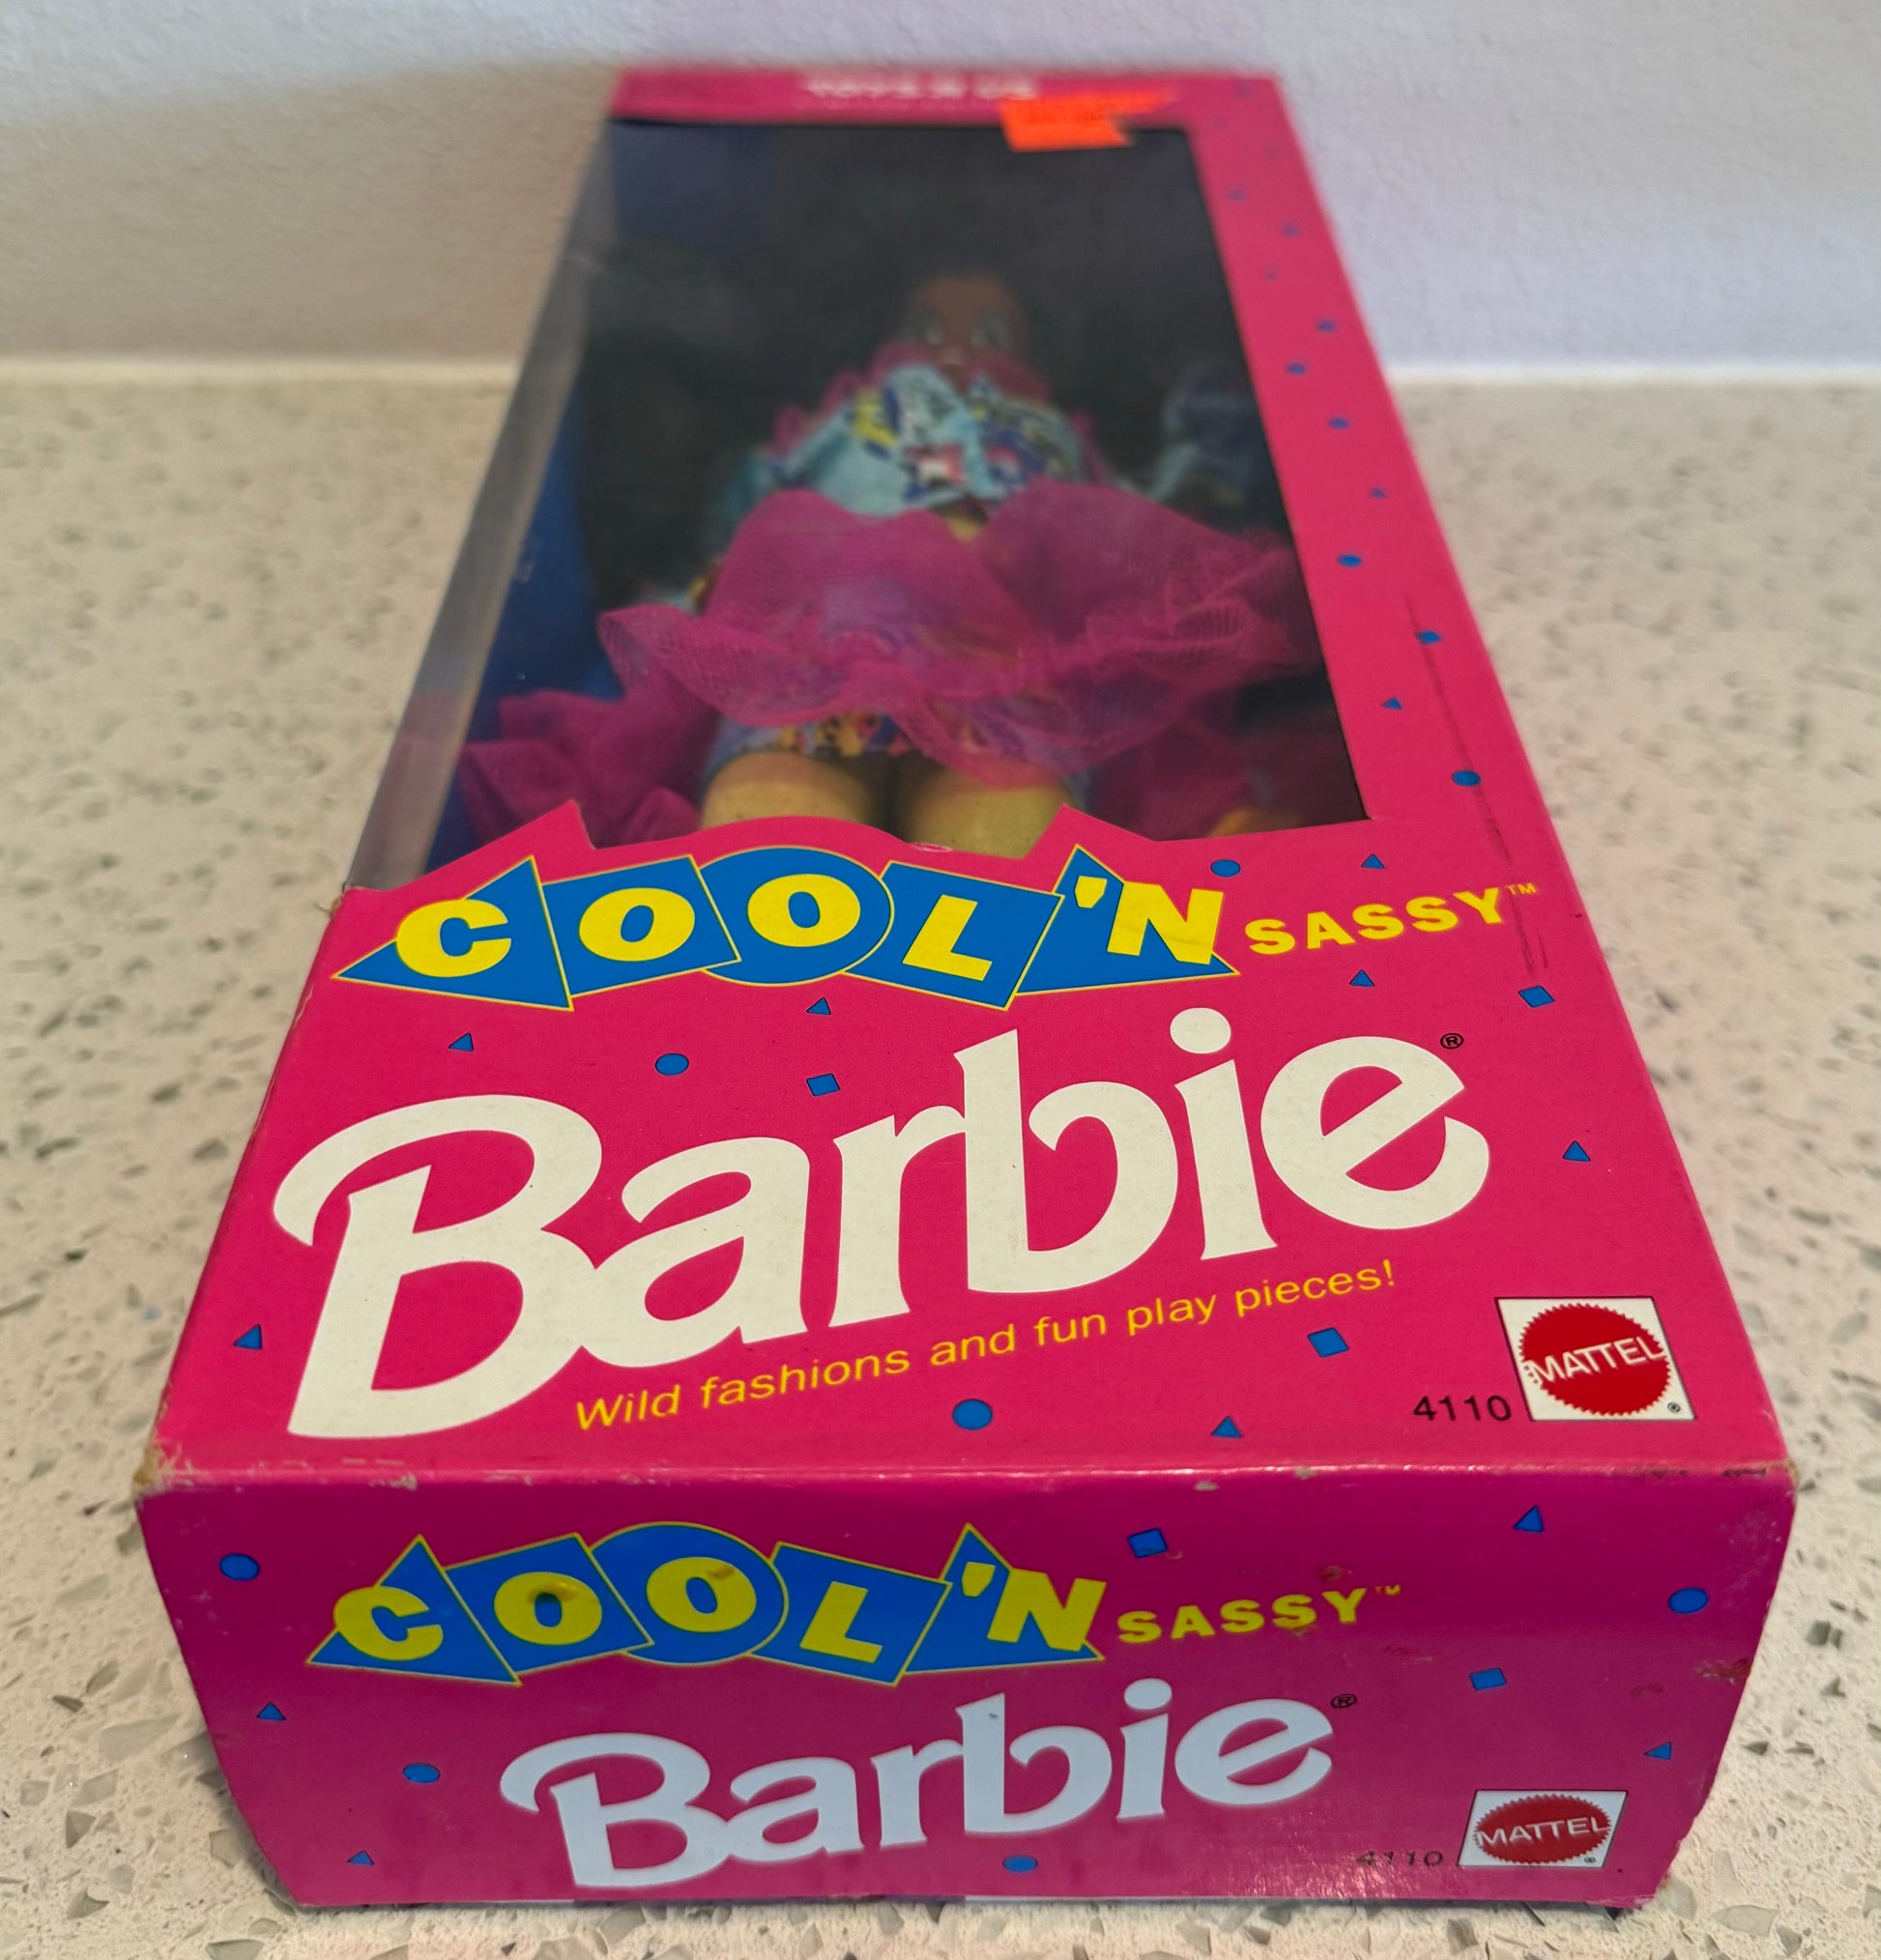 COOL 'N SASSY™
Barbie®
Wild fashions and fun play pieces!
4110 MATTEL®
COOL 'N SASSY™
Barbie®
4110 MATTEL®